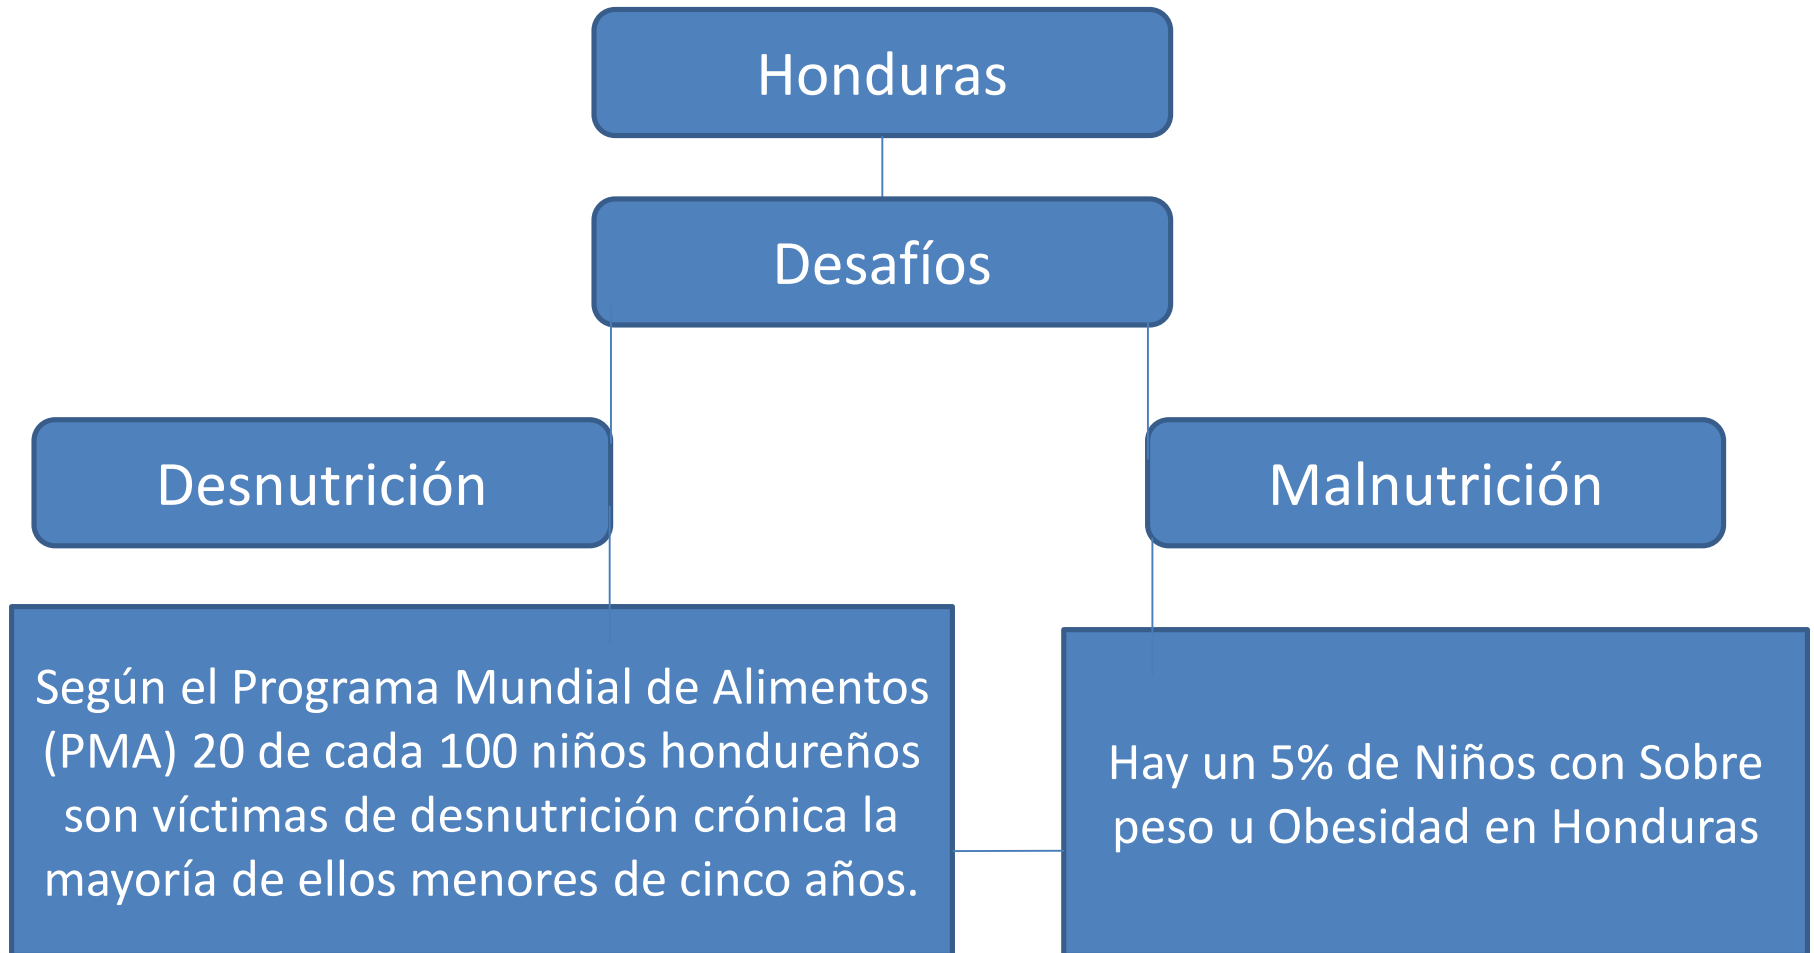 Honduras
Desafíos
Desnutrición
Malnutrición
Según el Programa Mundial de Alimentos
(PMA) 20 de cada 100 niños hondureños
son víctimas de desnutrición crónica la
mayoría de ellos menores de cinco años.
Hay un 5% de Niños con Sobre
peso u Obesidad en Honduras